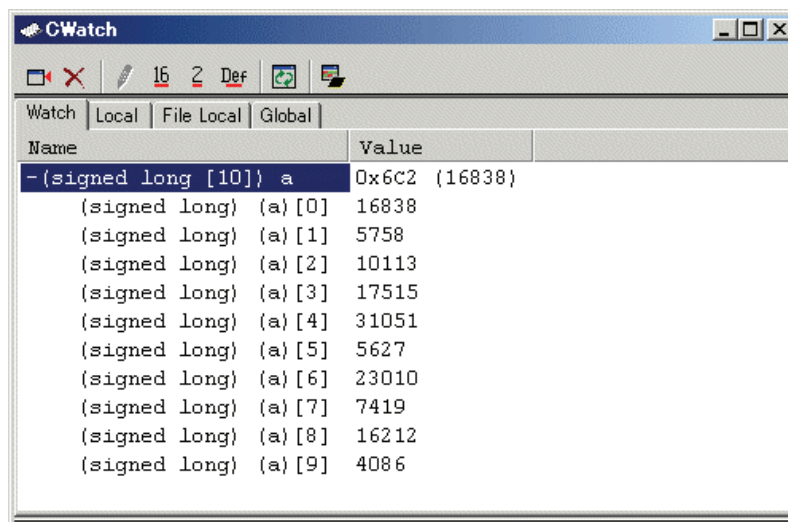 CWatch
16 2 Def
Watch Local File Local Global
Name Value
-(signed long [10]) a 0x6C2 (16838)
(signed long) (a)[0] 16838
(signed long) (a)[1] 5758
(signed long) (a)[2] 10113
(signed long) (a)[3] 17515
(signed long) (a)[4] 31051
(signed long) (a)[5] 5627
(signed long) (a)[6] 23010
(signed long) (a)[7] 7419
(signed long) (a)[8] 16212
(signed long) (a)[9] 4086